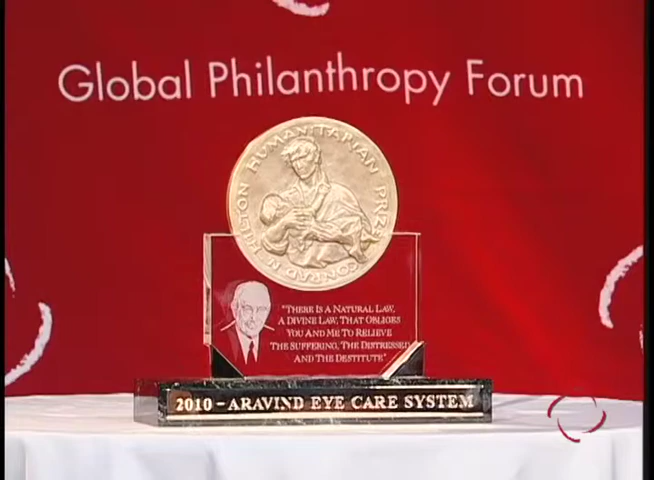 Global Philanthropy Forum
CONRAD N. HILTON HUMANITARIAN PRIZE
"THERE IS A NATURAL LAW,
A DIVINE LAW, THAT OBLIGES
YOU AND ME TO RELIEVE
THE SUFFERING, THE DISTRESSED
AND THE DESTITUTE"
2010 - ARAVIND EYE CARE SYSTEM